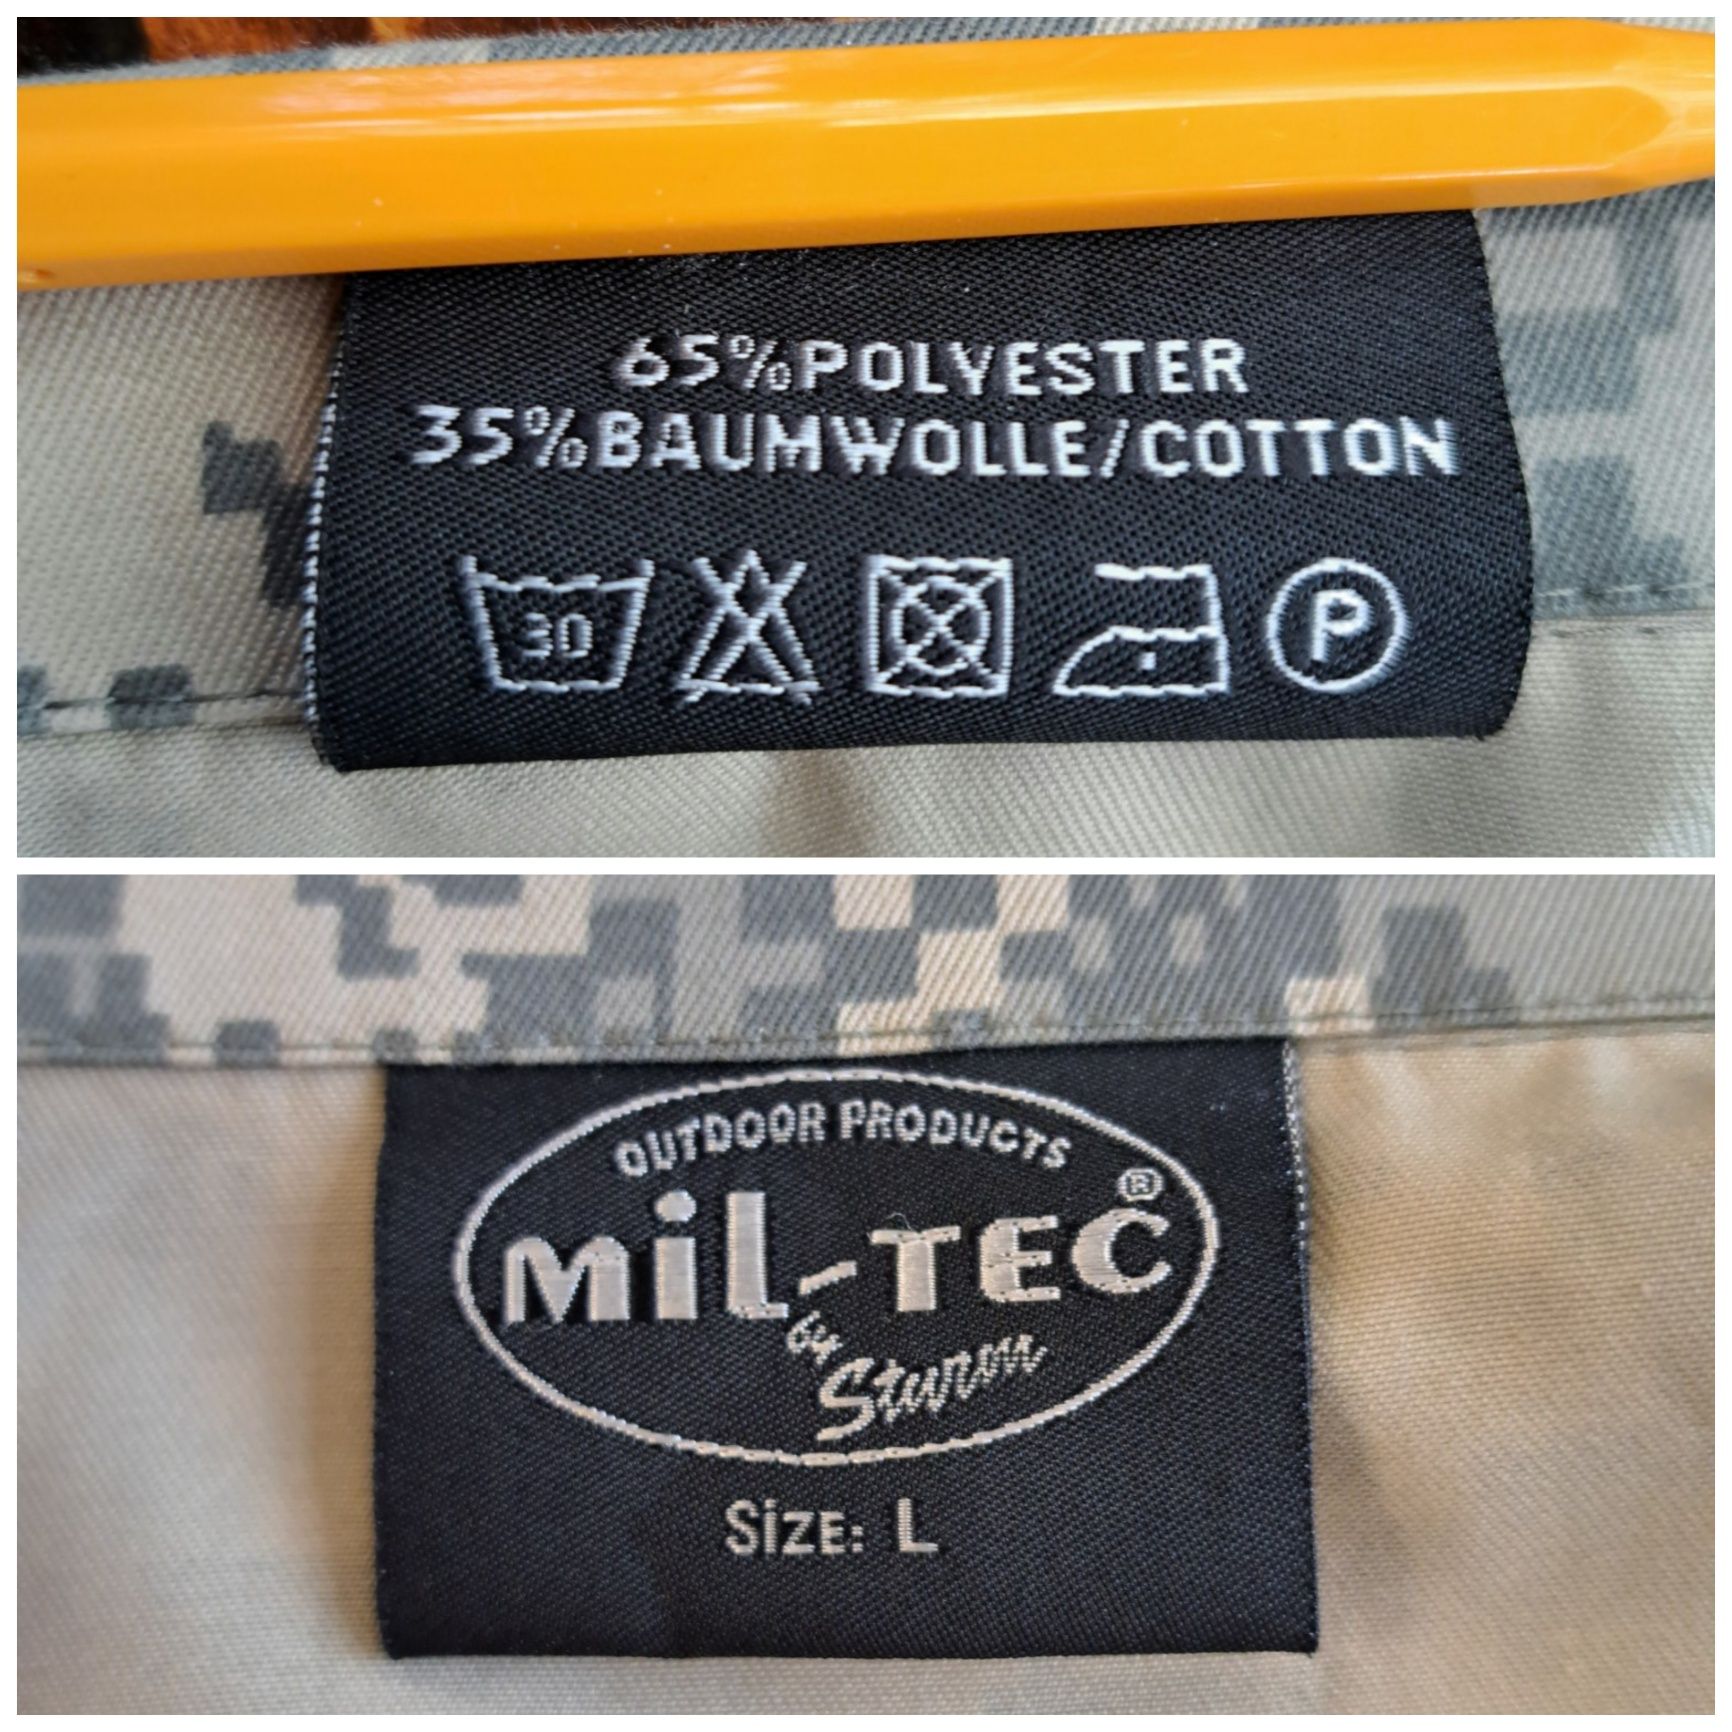 65%POLYESTER
35%BAUMWOLLE/COTTON
30
P
OUTDOOR PRODUCTS
MiL-TEC®
by
Sturm
SiZE: L